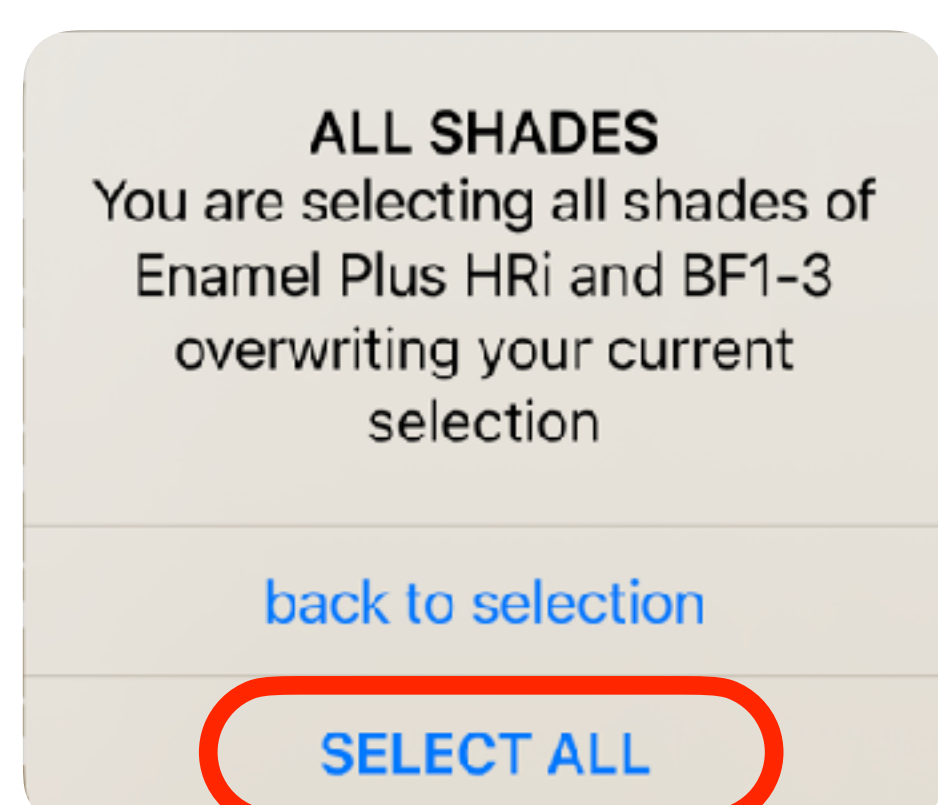 ALL SHADES
You are selecting all shades of
Enamel Plus HRi and BF1-3
overwriting your current
selection
back to selection
SELECT ALL